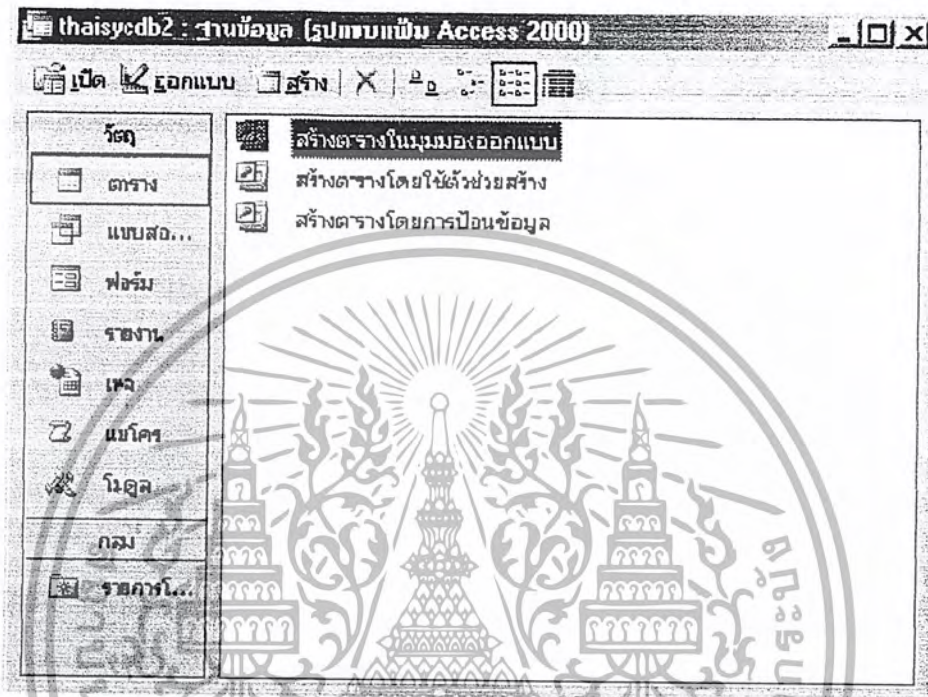 thaisycdb2 : ฐานข้อมูล (รูปแบบแฟ้ม Access 2000)
เปิด ออกแบบ สร้าง
วัตถุ
ตาราง
แบบสอ...
ฟอร์ม
รายงาน
เพจ
แมโคร
โมดูล
กลุ่ม
รายการโ...
สร้างตารางในมุมมองออกแบบ
สร้างตารางโดยใช้ตัวช่วยสร้าง
สร้างตารางโดยการป้อนข้อมูล